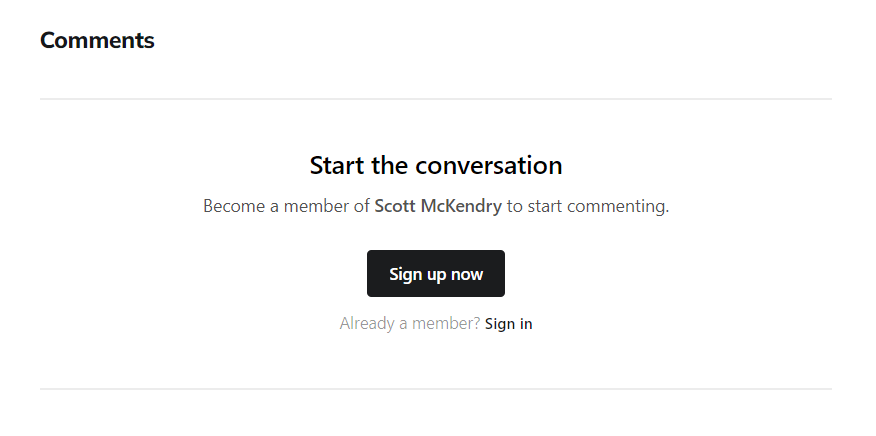 Comments
Start the conversation
Become a member of Scott McKendry to start commenting.
Sign up now
Already a member? Sign in